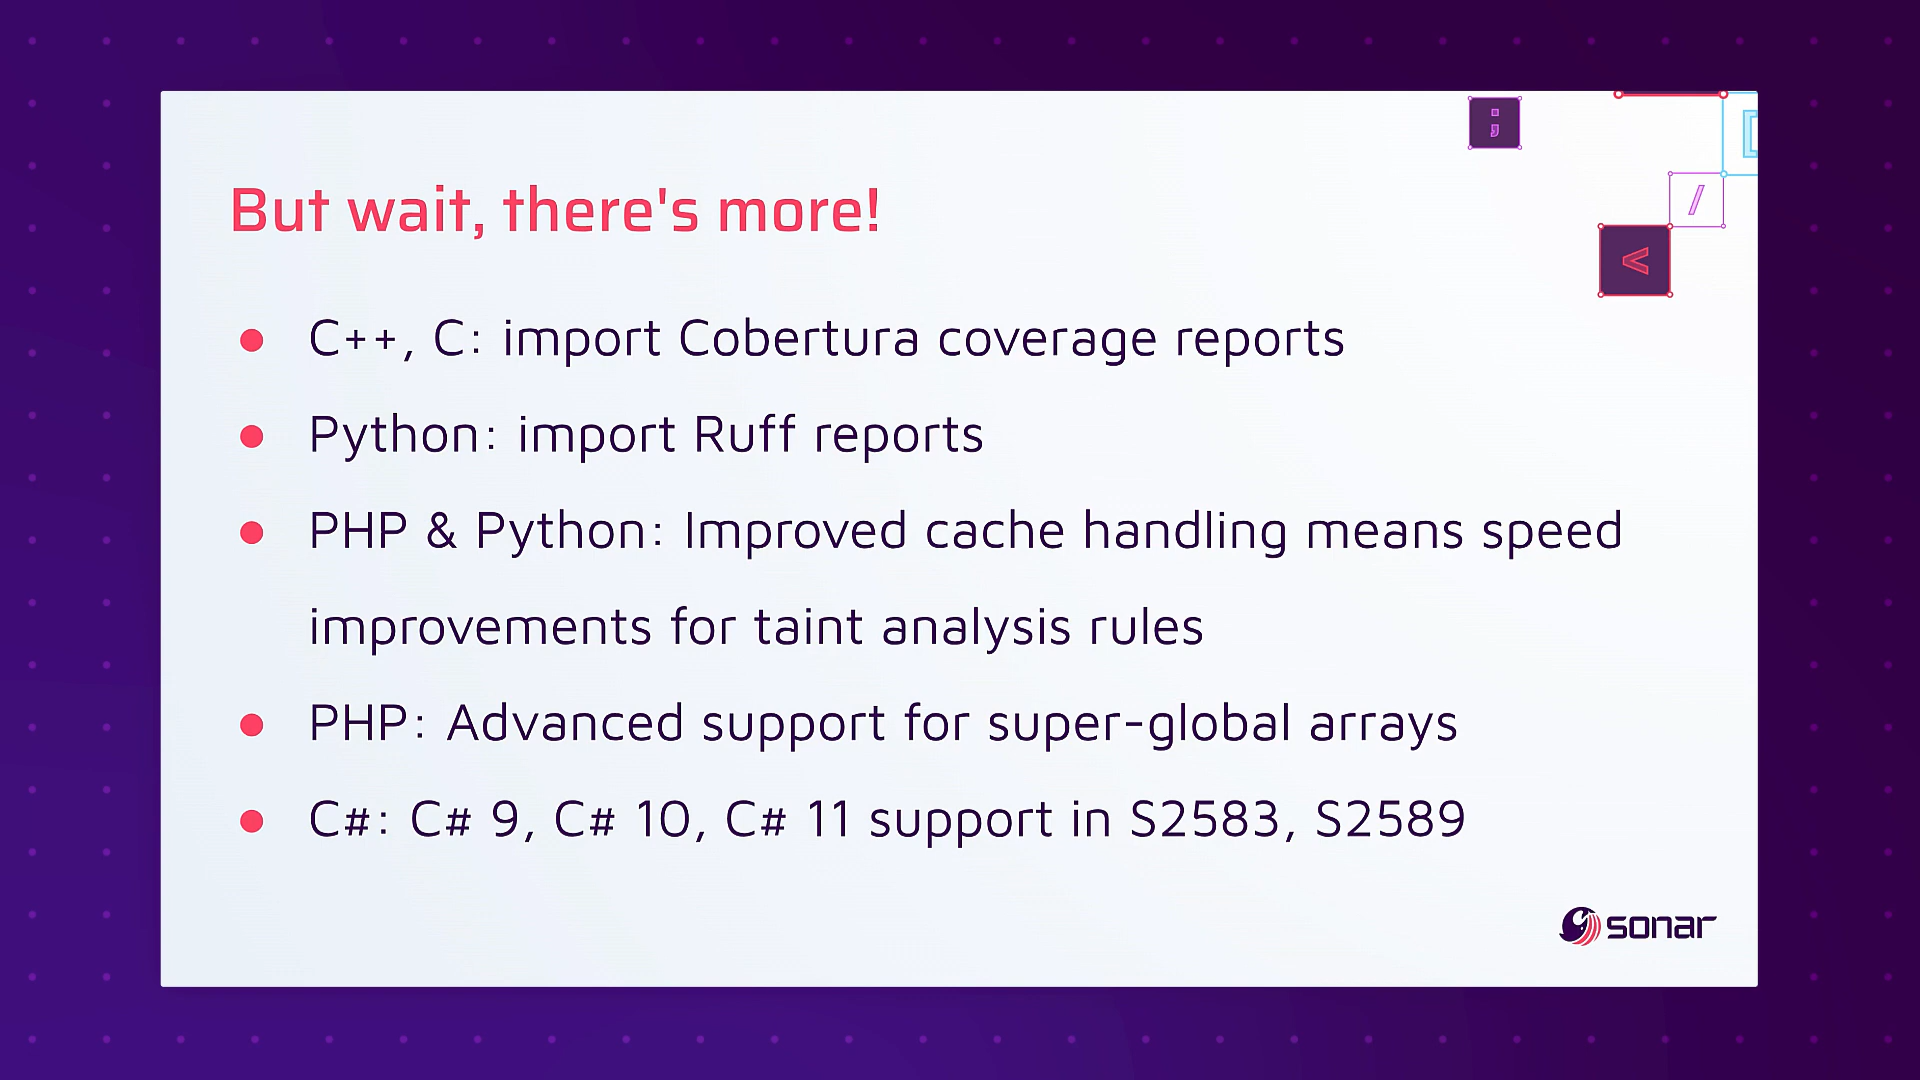 ;
/
<
But wait, there's more!
● C++, C: import Cobertura coverage reports
● Python: import Ruff reports
● PHP & Python: Improved cache handling means speed
improvements for taint analysis rules
● PHP: Advanced support for super-global arrays
● C#: C# 9, C# 10, C# 11 support in S2583, S2589
sonar